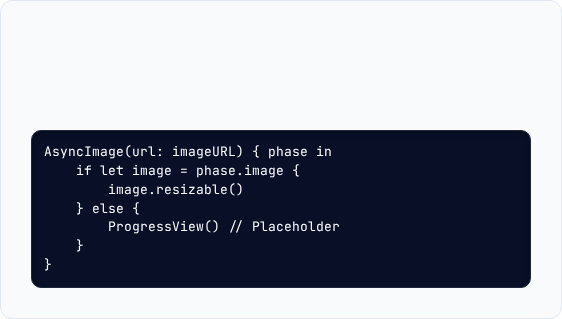 AsyncImage(url: imageURL) { phase in
    if let image = phase.image {
        image.resizable()
    } else {
        ProgressView() // Placeholder
    }
}